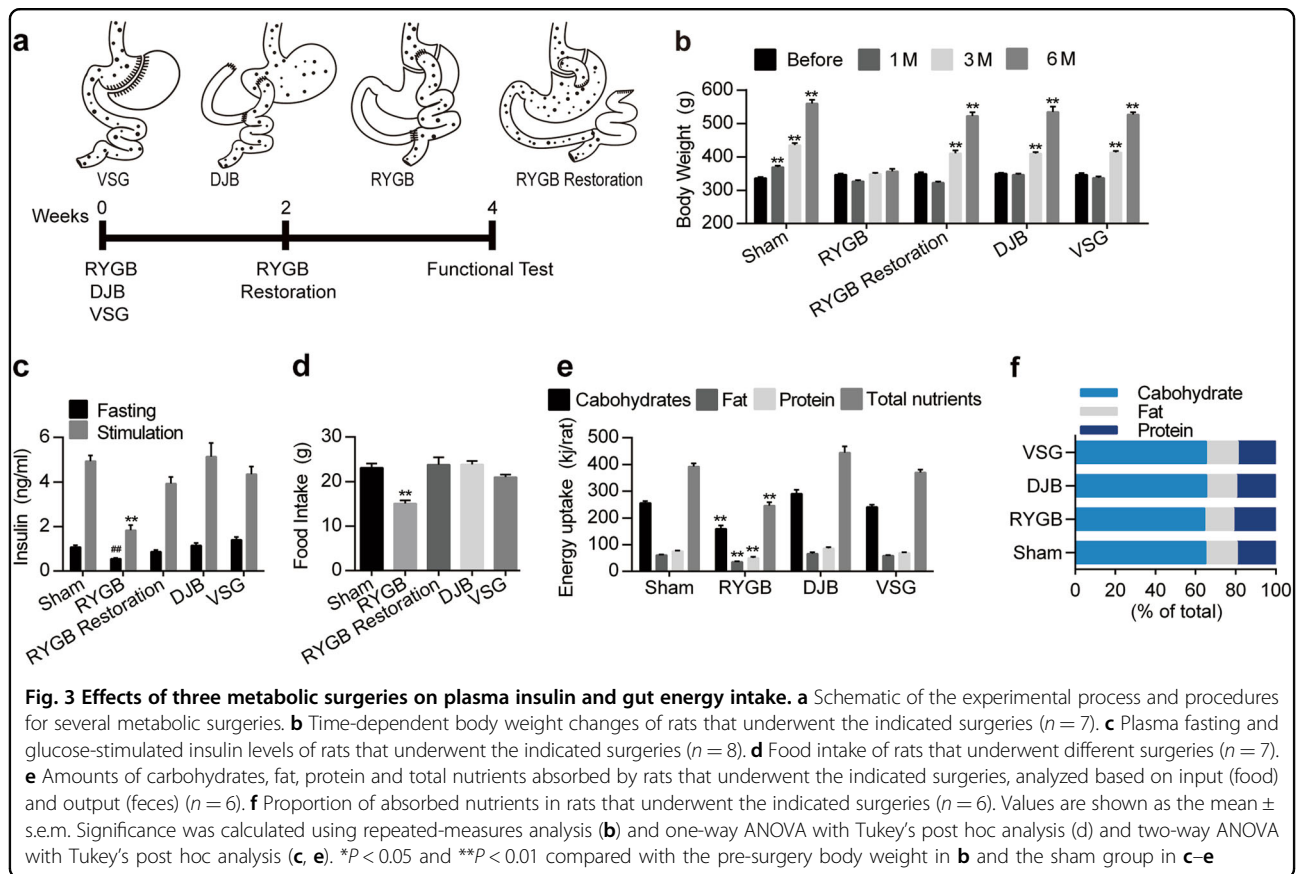 a
VSG
DJB
RYGB
RYGB Restoration
Weeks
0
2
4
RYGB
DJB
VSG
RYGB
Restoration
Functional Test
b
Before 1 M 3 M 6 M
Body Weight (g)
600
500
400
300
200
** ** ** ** ** ** ** ** ** ** **
Sham
RYGB
RYGB Restoration
DJB
VSG
c
Fasting
Stimulation
Insulin (ng/ml)
6
4
2
0
## **
Sham
RYGB
RYGB Restoration
DJB
VSG
d
Food Intake (g)
30
20
10
0
**
Sham
RYGB
RYGB Restoration
DJB
VSG
e
Cabohydrates Fat Protein Total nutrients
Energy uptake (kj/rat)
500
400
300
200
100
0
** ** ** **
Sham RYGB DJB VSG
f
Cabohydrate
Fat
Protein
VSG
DJB
RYGB
Sham
0 20 40 60 80 100
(% of total)
Fig. 3 Effects of three metabolic surgeries on plasma insulin and gut energy intake. a Schematic of the experimental process and procedures
for several metabolic surgeries. b Time-dependent body weight changes of rats that underwent the indicated surgeries (n = 7). c Plasma fasting and
glucose-stimulated insulin levels of rats that underwent the indicated surgeries (n = 8). d Food intake of rats that underwent different surgeries (n = 7).
e Amounts of carbohydrates, fat, protein and total nutrients absorbed by rats that underwent the indicated surgeries, analyzed based on input (food)
and output (feces) (n = 6). f Proportion of absorbed nutrients in rats that underwent the indicated surgeries (n = 6). Values are shown as the mean ±
s.e.m. Significance was calculated using repeated-measures analysis (b) and one-way ANOVA with Tukey's post hoc analysis (d) and two-way ANOVA
with Tukey's post hoc analysis (c, e). *P < 0.05 and **P < 0.01 compared with the pre-surgery body weight in b and the sham group in c–e